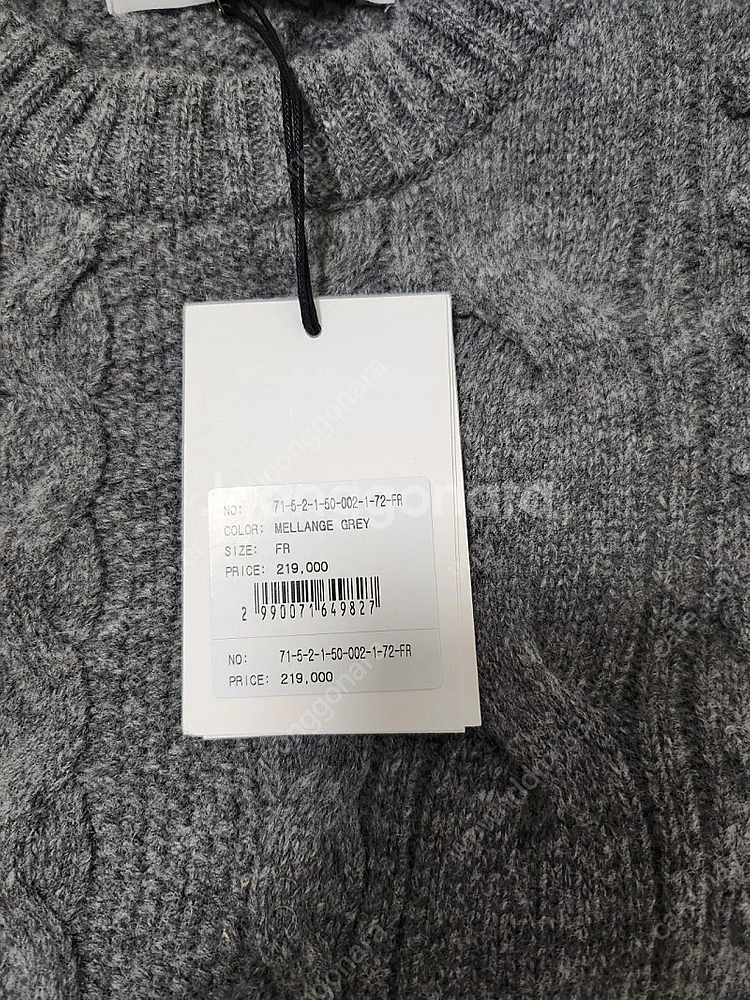 NO: 71-5-2-1-50-002-1-72-FR
COLOR: MELLANGE GREY
SIZE: FR
PRICE: 219,000
2 990071 649827
NO: 71-5-2-1-50-002-1-72-FR
PRICE: 219,000
joonggonara